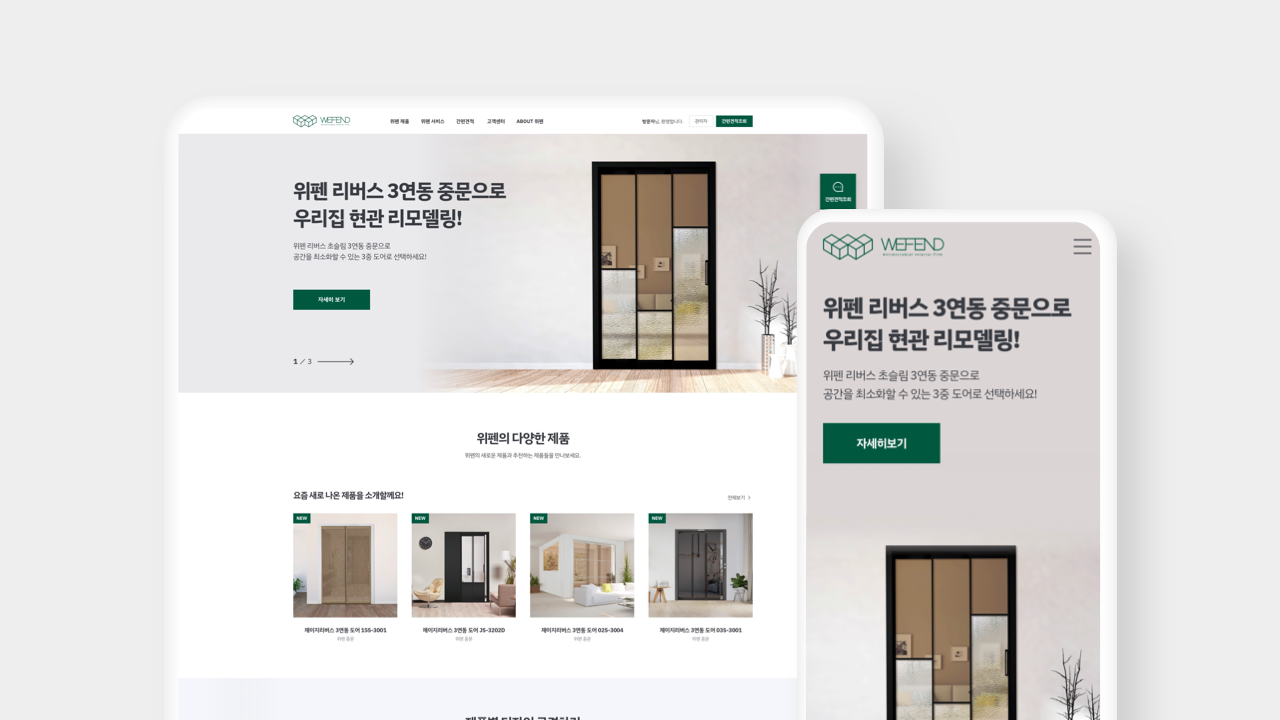 WEFEND
위펜 제품 위펜 서비스 간편견적 고객센터 ABOUT 위펜
방문자님, 환영합니다. 관리자 간편견적조회
위펜 리버스 3연동 중문으로
우리집 현관 리모델링!
위펜 리버스 초슬림 3연동 중문으로
공간을 최소화할 수 있는 3중 도어로 선택하세요!
자세히 보기
1 / 3
간편견적조회
위펜의 다양한 제품
위펜의 새로운 제품과 추천하는 제품들을 만나보세요.
요즘 새로 나온 제품을 소개할께요!
전체보기 >
NEW
NEW
NEW
NEW
제이지리버스 3연동 도어 155-3001
위펜 중문
제이지리버스 3연동 도어 JS-3202D
위펜 중문
제이지리버스 3연동 도어 025-3004
위펜 중문
제이지리버스 3연동 도어 035-3001
위펜 중문
WEFEND
위펜 리버스 3연동 중문으로
우리집 현관 리모델링!
위펜 리버스 초슬림 3연동 중문으로
공간을 최소화할 수 있는 3중 도어로 선택하세요!
자세히보기